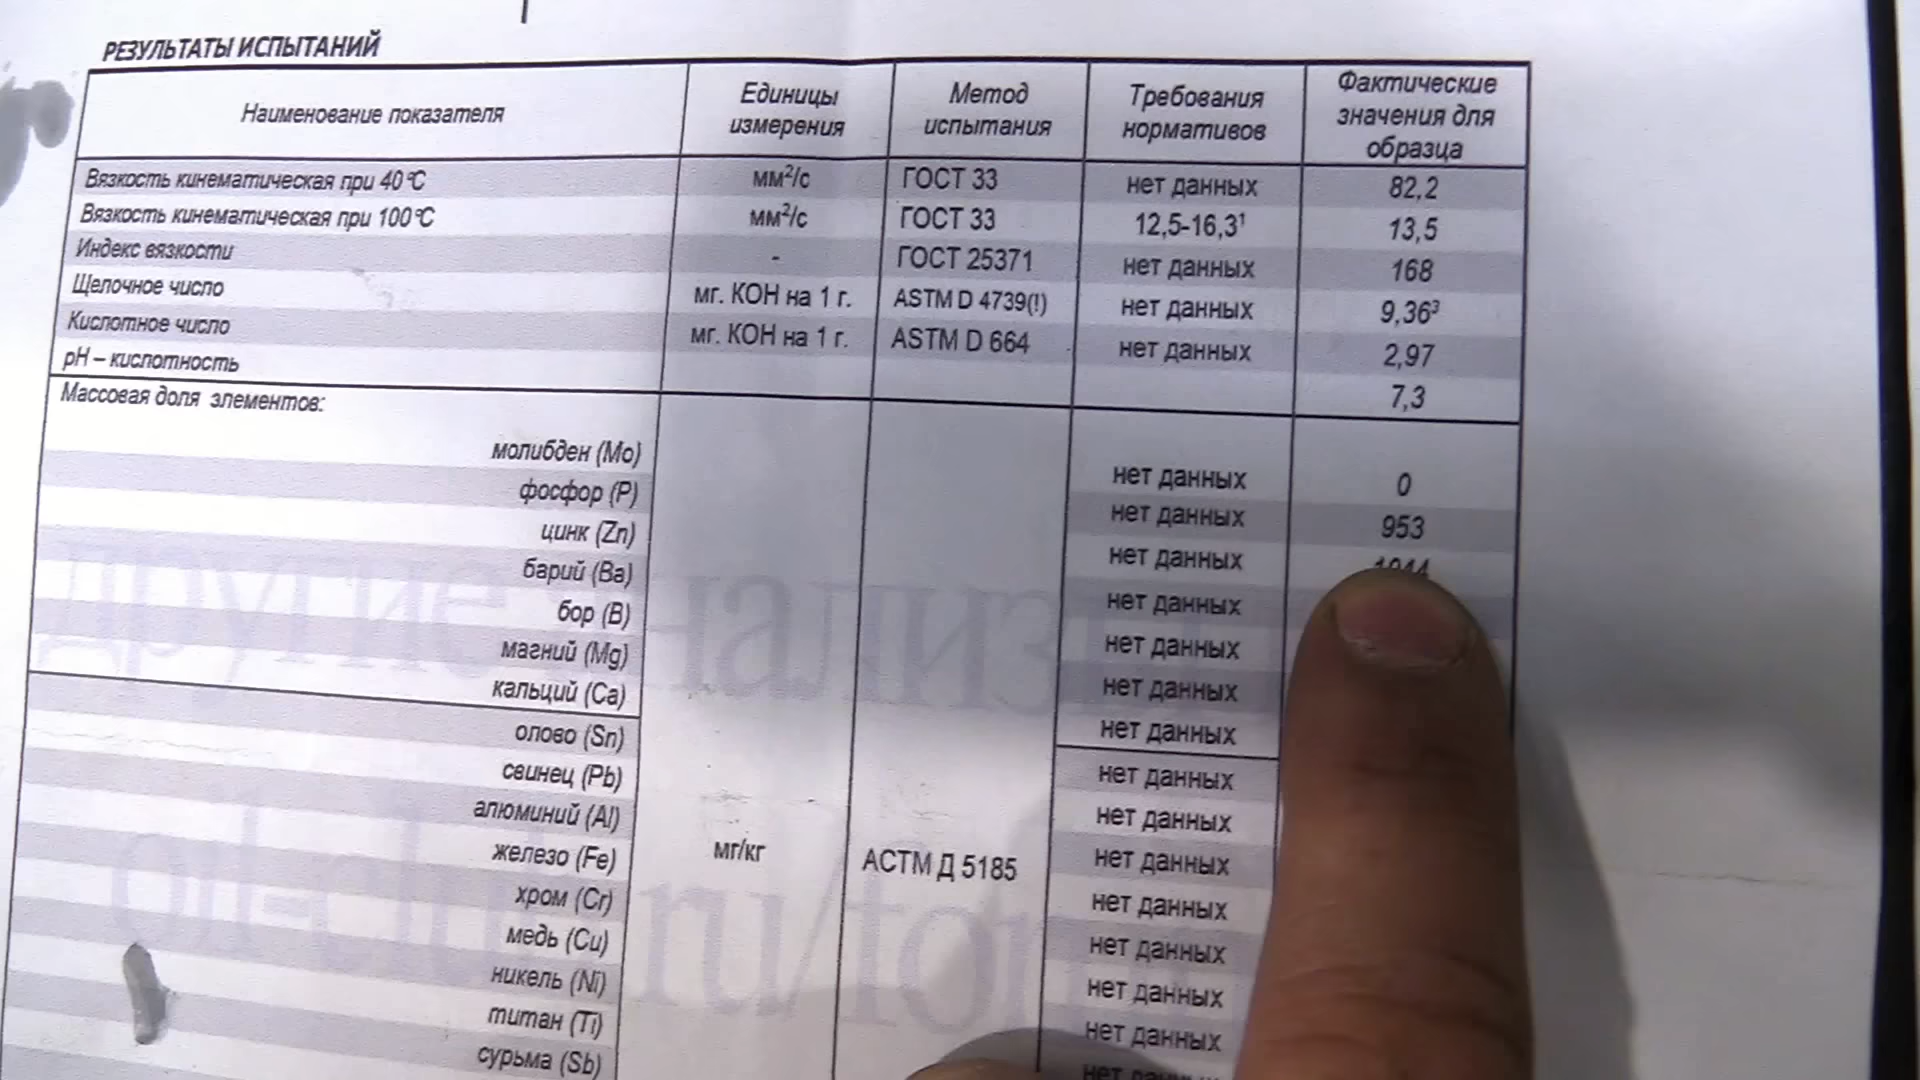 РЕЗУЛЬТАТЫ ИСПЫТАНИЙ
Наименование показателя Единицы измерения Метод испытания Требования нормативов Фактические значения для образца
Вязкость кинематическая при 40°С мм²/с ГОСТ 33 нет данных 82,2
Вязкость кинематическая при 100°С мм²/с ГОСТ 33 12,5-16,3¹ 13,5
Индекс вязкости - ГОСТ 25371 нет данных 168
Щелочное число мг. КОН на 1 г. ASTM D 4739(!) нет данных 9,36³
Кислотное число мг. КОН на 1 г. ASTM D 664 нет данных 2,97
pH – кислотность 7,3
Массовая доля элементов:
молибден (Mo) нет данных 0
фосфор (P) нет данных 953
цинк (Zn) нет данных
барий (Ba) нет данных
бор (B) нет данных
магний (Mg) нет данных
кальций (Ca) нет данных
олово (Sn) нет данных
свинец (Pb) нет данных
алюминий (Al) нет данных
железо (Fe) мг/кг АСТМ Д 5185 нет данных
хром (Cr) нет данных
медь (Cu) нет данных
никель (Ni) нет данных
титан (Ti) нет данных
сурьма (Sb)
другие анализы
oil-club.ru/for